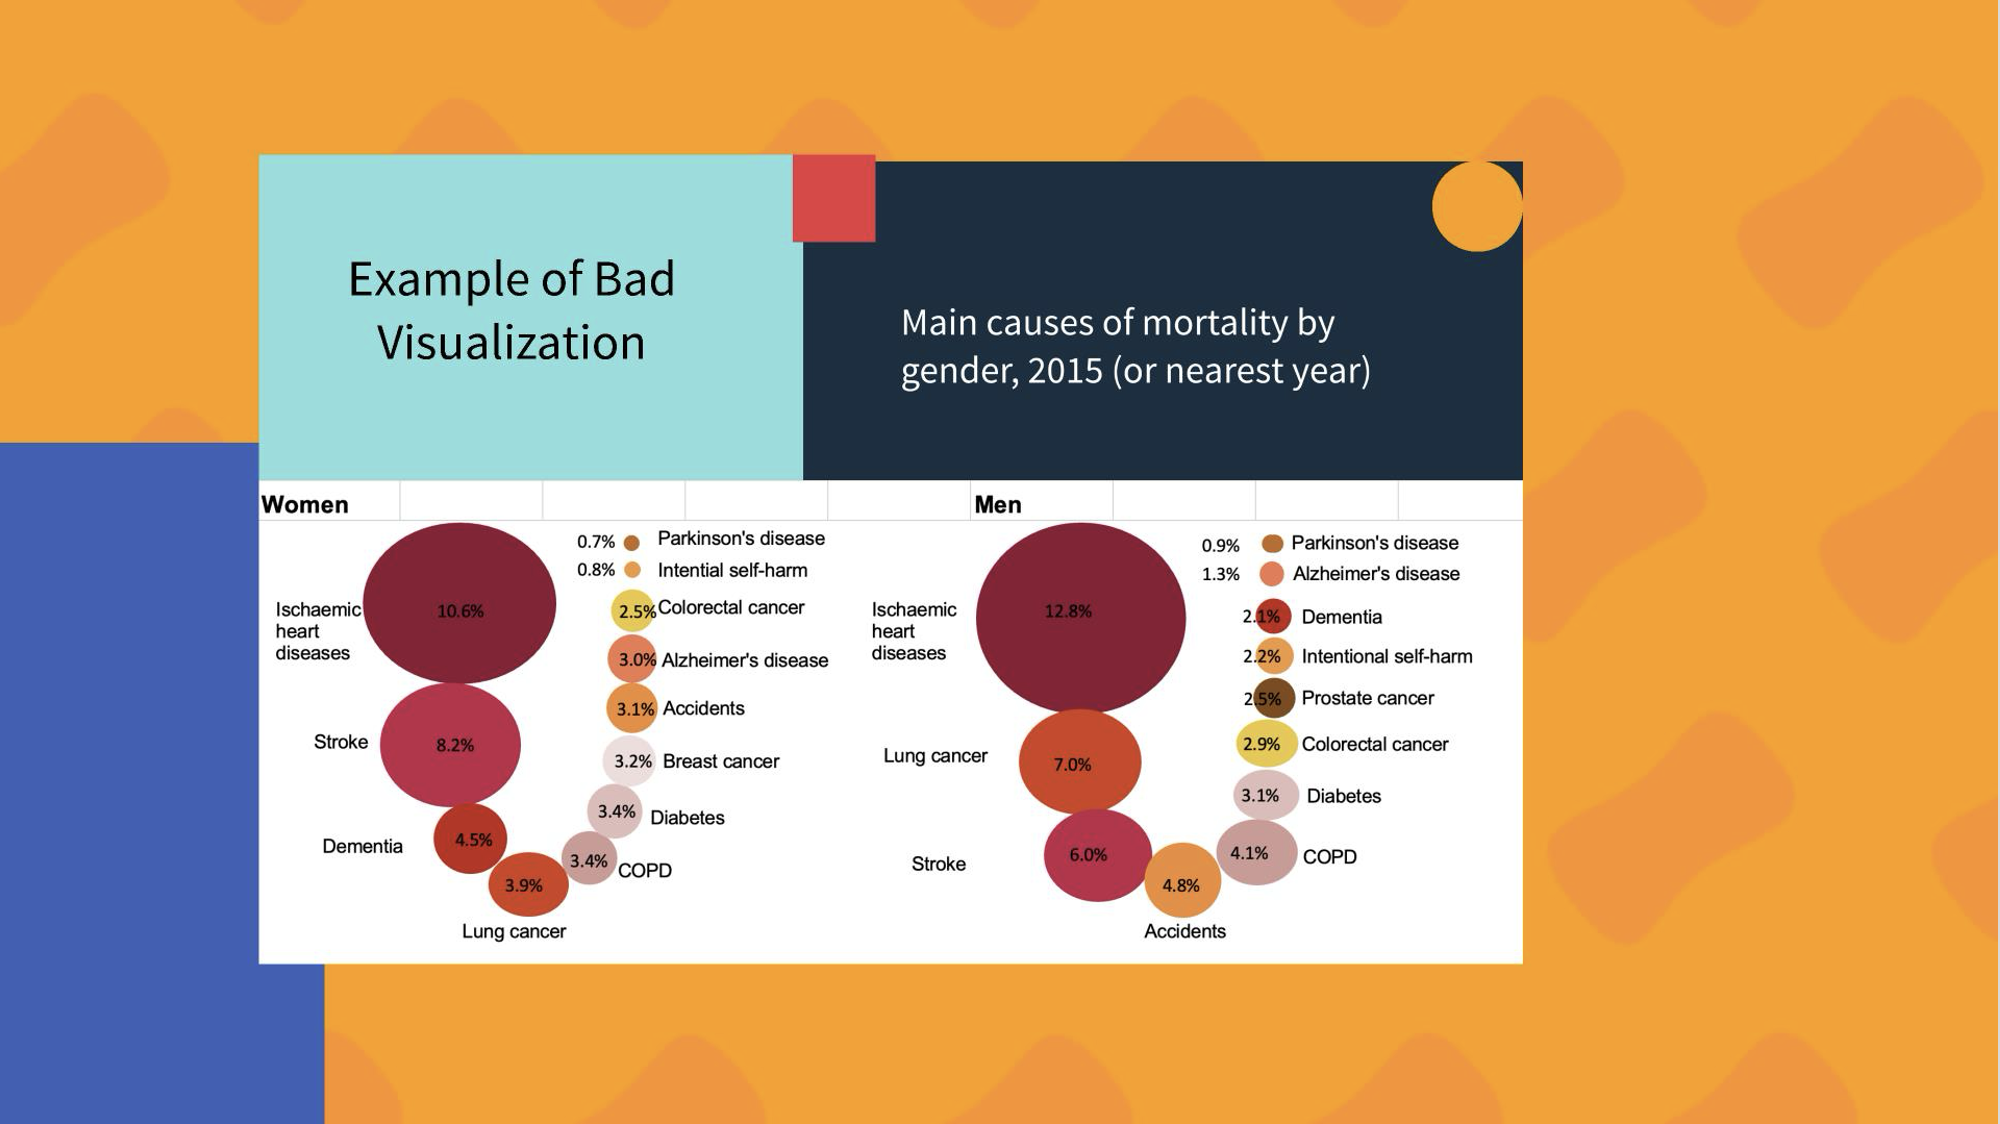 Example of Bad
Visualization
Main causes of mortality by
gender, 2015 (or nearest year)
Women
0.7% Parkinson's disease
0.8% Intential self-harm
2.5% Colorectal cancer
Ischaemic
heart
diseases
10.6%
3.0% Alzheimer's disease
3.1% Accidents
Stroke
8.2%
3.2% Breast cancer
3.4% Diabetes
Dementia
4.5%
3.4% COPD
3.9%
Lung cancer
Men
0.9% Parkinson's disease
1.3% Alzheimer's disease
Ischaemic
heart
diseases
12.8%
2.1% Dementia
2.2% Intentional self-harm
2.5% Prostate cancer
2.9% Colorectal cancer
Lung cancer
7.0%
3.1% Diabetes
Stroke
6.0%
4.1% COPD
4.8%
Accidents